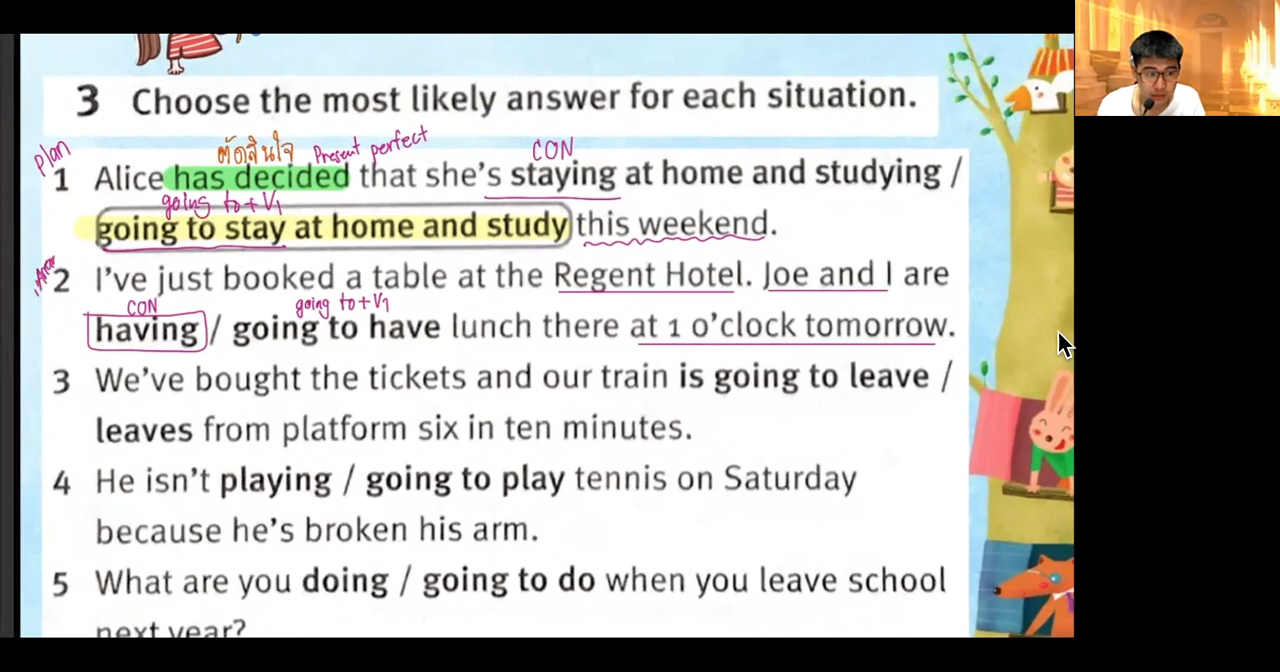 3 Choose the most likely answer for each situation.
plan
ตัดสินใจ Present perfect CON
1 Alice has decided that she's staying at home and studying /
going to + V1
going to stay at home and study this weekend.
2 I've just booked a table at the Regent Hotel. Joe and I are
CON going to + V1
having / going to have lunch there at 1 o'clock tomorrow.
3 We've bought the tickets and our train is going to leave /
leaves from platform six in ten minutes.
4 He isn't playing / going to play tennis on Saturday
because he's broken his arm.
5 What are you doing / going to do when you leave school
next year?